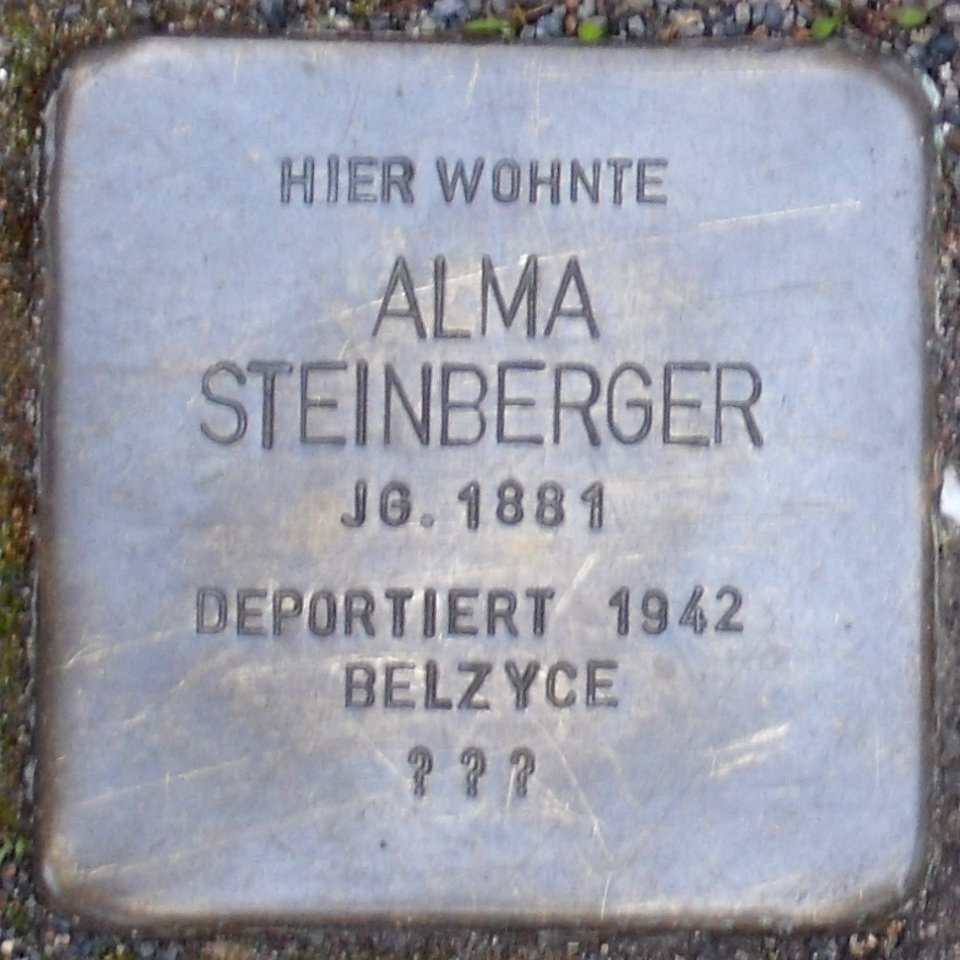 HIER WOHNTE
ALMA
STEINBERGER
JG. 1881
DEPORTIERT 1942
BELZYCE
? ? ?